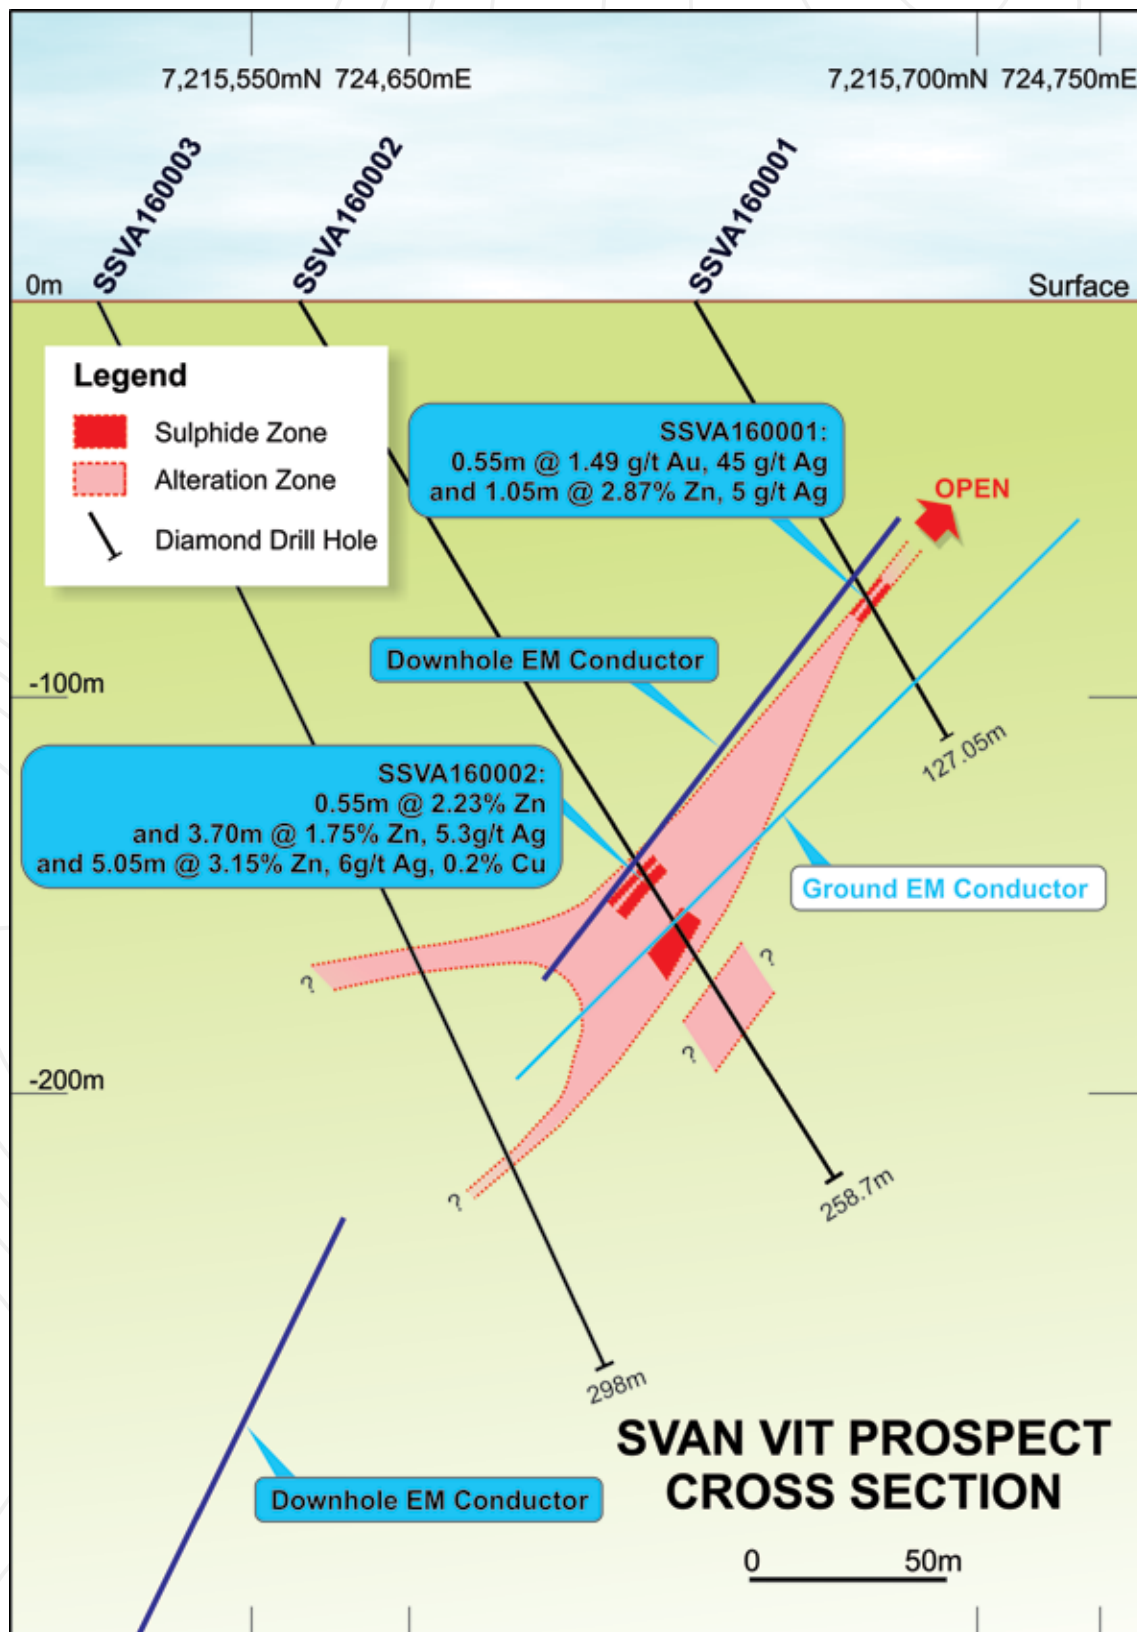 7,215,550mN 724,650mE
7,215,700mN 724,750mE
SSVA160003
SSVA160002
SSVA160001
0m
Surface
Legend
Sulphide Zone
Alteration Zone
Diamond Drill Hole
SSVA160001:
0.55m @ 1.49 g/t Au, 45 g/t Ag
and 1.05m @ 2.87% Zn, 5 g/t Ag
OPEN
Downhole EM Conductor
-100m
127.05m
SSVA160002:
0.55m @ 2.23% Zn
and 3.70m @ 1.75% Zn, 5.3g/t Ag
and 5.05m @ 3.15% Zn, 6g/t Ag, 0.2% Cu
Ground EM Conductor
?
?
?
-200m
?
258.7m
298m
SVAN VIT PROSPECT
CROSS SECTION
Downhole EM Conductor
0 50m